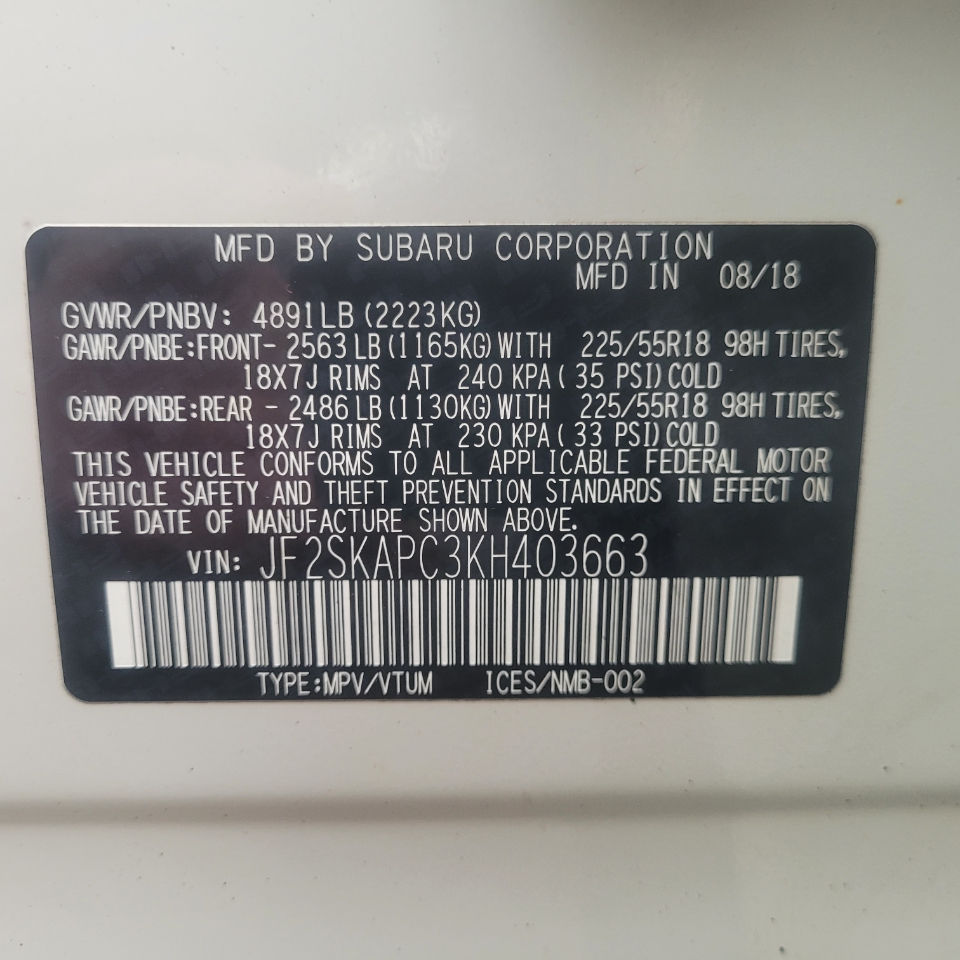 MFD BY SUBARU CORPORATION
MFD IN 08/18
GVWR/PNBV: 4891LB (2223KG)
GAWR/PNBE:FRONT- 2563 LB (1165KG) WITH 225/55R18 98H TIRES,
18X7J RIMS AT 240 KPA ( 35 PSI) COLD
GAWR/PNBE:REAR - 2486 LB (1130KG) WITH 225/55R18 98H TIRES,
18X7J RIMS AT 230 KPA ( 33 PSI) COLD
THIS VEHICLE CONFORMS TO ALL APPLICABLE FEDERAL MOTOR
VEHICLE SAFETY AND THEFT PREVENTION STANDARDS IN EFFECT ON
THE DATE OF MANUFACTURE SHOWN ABOVE.
VIN: JF2SKAPC3KH403663
TYPE:MPV/VTUM ICES/NMB-002